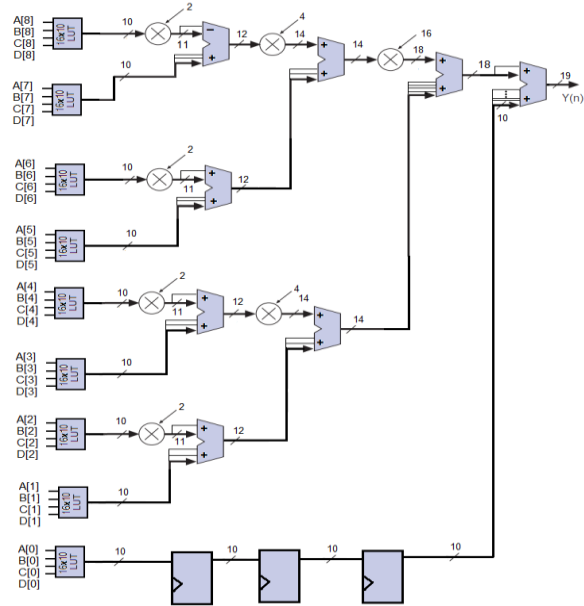 A[8]
B[8]
C[8]
D[8]
16x10 LUT
10
2
11
−
+
12
4
14
+
+
14
16
18
+
+
18
+
+
10
19
Y(n)
A[7]
B[7]
C[7]
D[7]
16x10 LUT
10
A[6]
B[6]
C[6]
D[6]
16x10 LUT
10
2
11
+
+
12
A[5]
B[5]
C[5]
D[5]
16x10 LUT
10
A[4]
B[4]
C[4]
D[4]
16x10 LUT
10
2
11
+
+
12
4
14
+
+
14
A[3]
B[3]
C[3]
D[3]
16x10 LUT
10
A[2]
B[2]
C[2]
D[2]
16x10 LUT
10
2
11
+
+
12
A[1]
B[1]
C[1]
D[1]
16x10 LUT
10
A[0]
B[0]
C[0]
D[0]
16x10 LUT
10
10
10
10